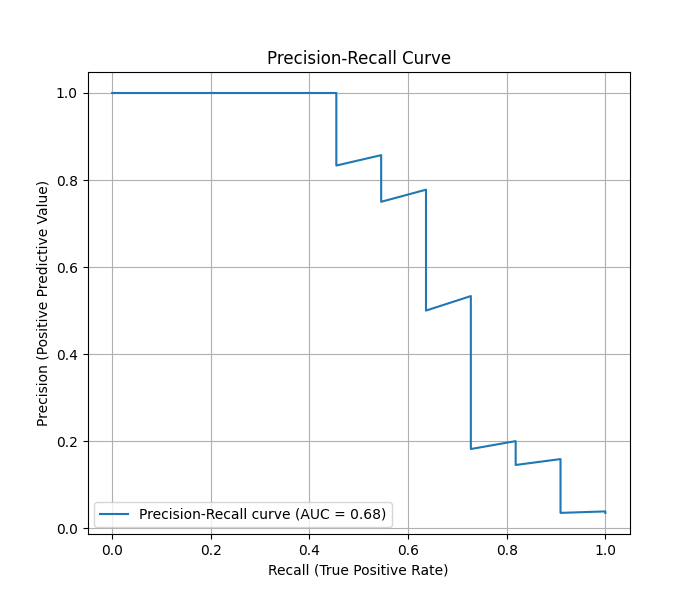 Precision-Recall Curve
1.0
0.8
0.6
0.4
0.2
0.0
Precision (Positive Predictive Value)
Precision-Recall curve (AUC = 0.68)
0.0 0.2 0.4 0.6 0.8 1.0
Recall (True Positive Rate)